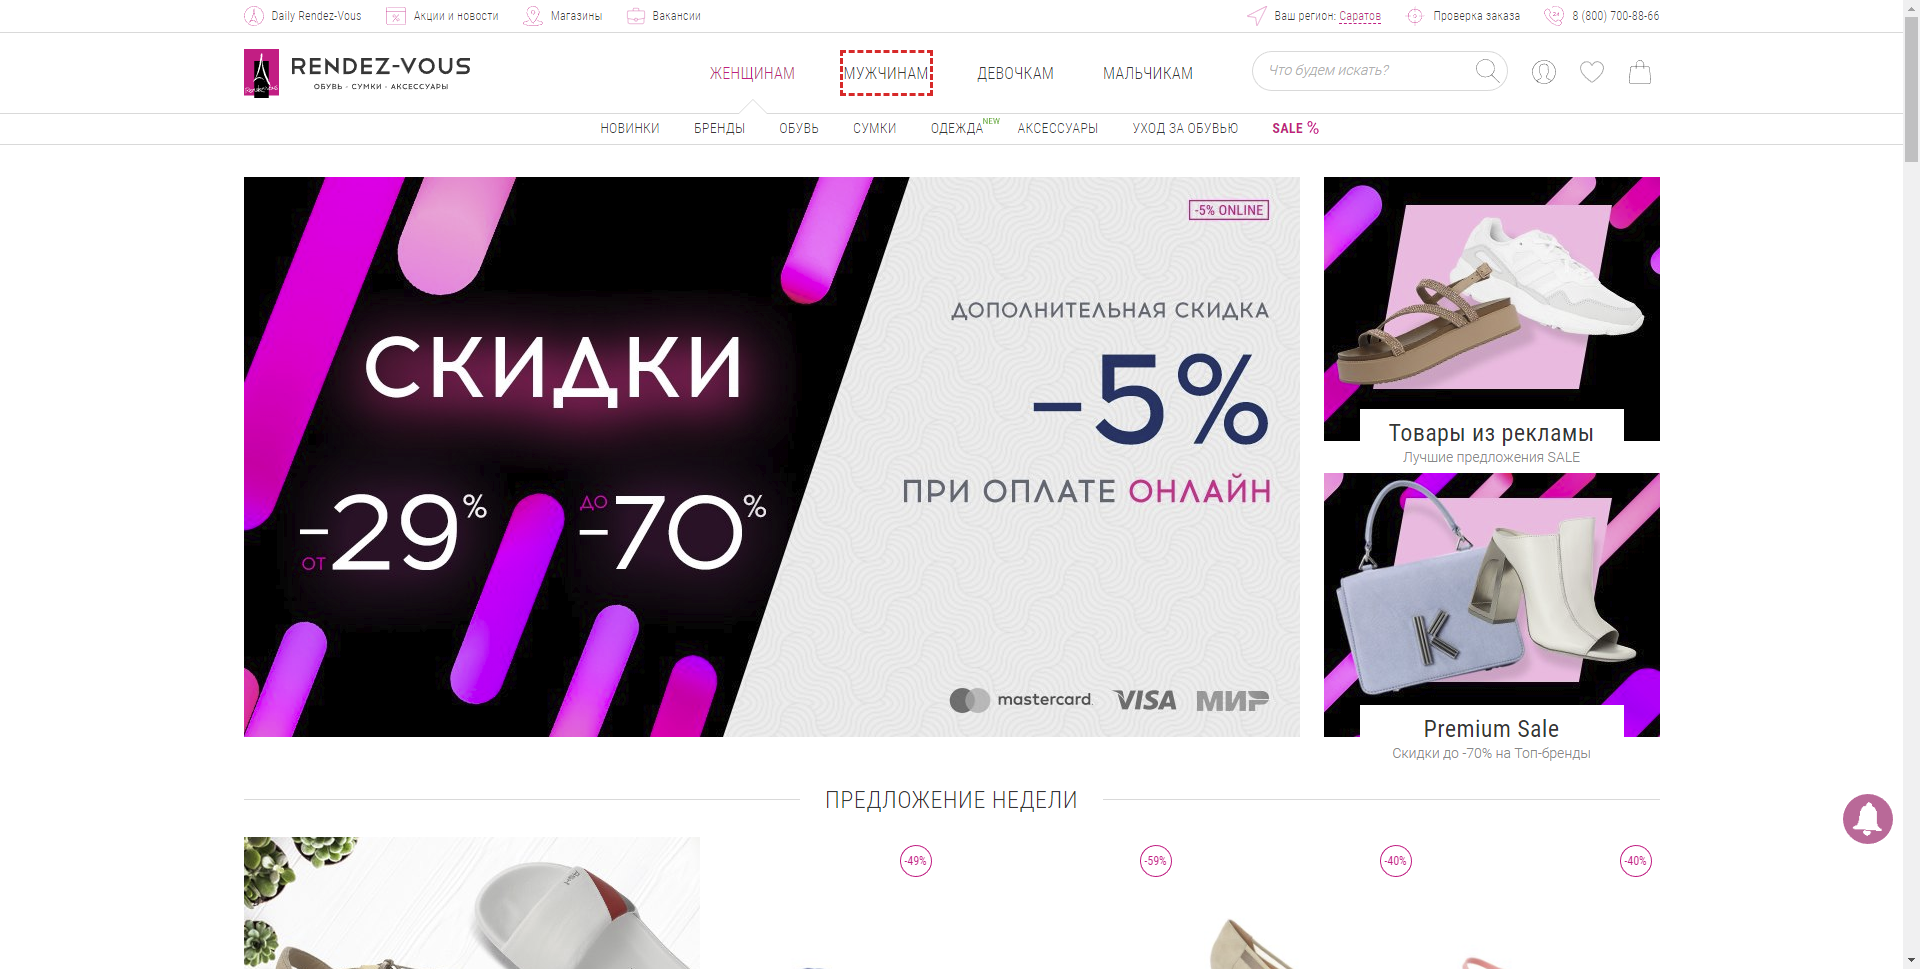 Daily Rendez-Vous
Акции и новости
Магазины
Вакансии
Ваш регион: Саратов
Проверка заказа
8 (800) 700-88-66
RENDEZ-VOUS
ОБУВЬ · СУМКИ · АКСЕССУАРЫ
ЖЕНЩИНАМ
МУЖЧИНАМ
ДЕВОЧКАМ
МАЛЬЧИКАМ
Что будем искать?
НОВИНКИ
БРЕНДЫ
ОБУВЬ
СУМКИ
ОДЕЖДА NEW
АКСЕССУАРЫ
УХОД ЗА ОБУВЬЮ
SALE %
СКИДКИ
ОТ -29%
ДО -70%
-5% ONLINE
ДОПОЛНИТЕЛЬНАЯ СКИДКА
-5%
ПРИ ОПЛАТЕ ОНЛАЙН
mastercard.
VISA
МИР
Товары из рекламы
Лучшие предложения SALE
K
Premium Sale
Скидки до -70% на Топ-бренды
ПРЕДЛОЖЕНИЕ НЕДЕЛИ
-49%
-59%
-40%
-40%